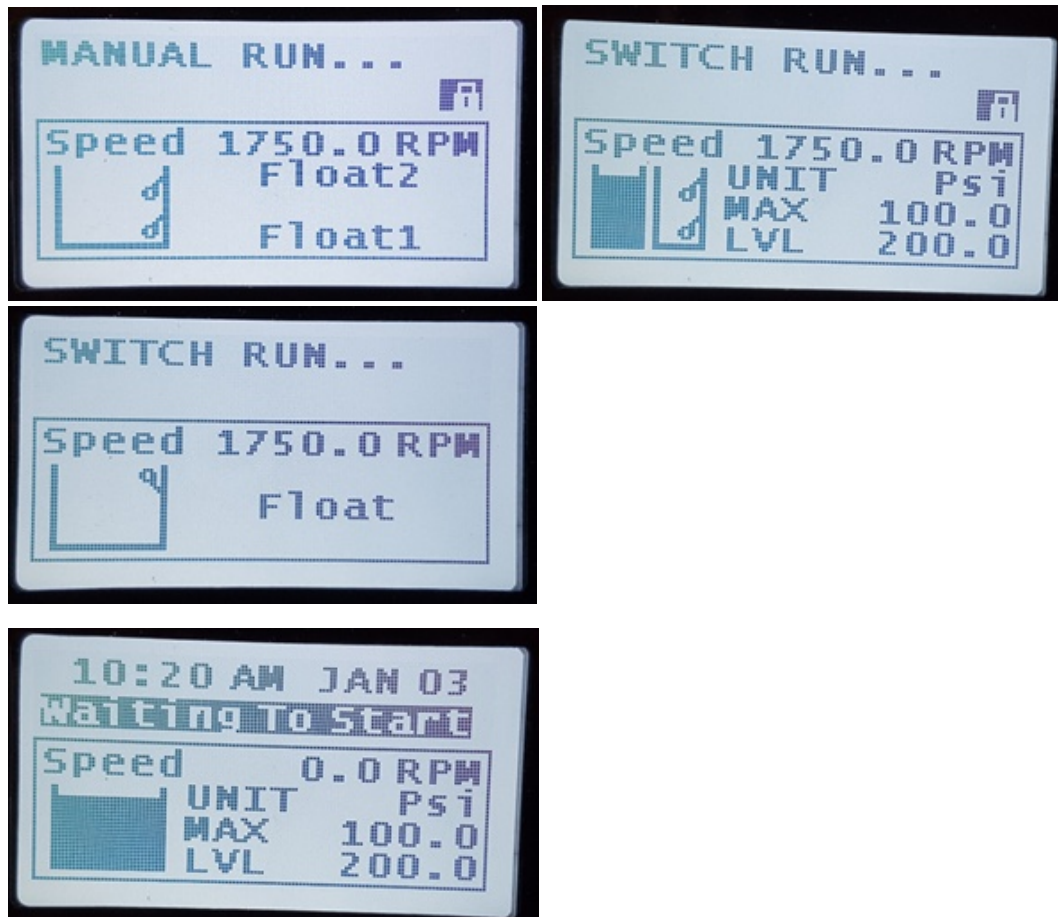 MANUAL RUN...
Speed 1750.0 RPM
Float2
Float1
SWITCH RUN...
Speed 1750.0 RPM
UNIT Psi
MAX 100.0
LVL 200.0
SWITCH RUN...
Speed 1750.0 RPM
Float
10:20 AM JAN 03
Waiting To Start
Speed 0.0 RPM
UNIT Psi
MAX 100.0
LVL 200.0